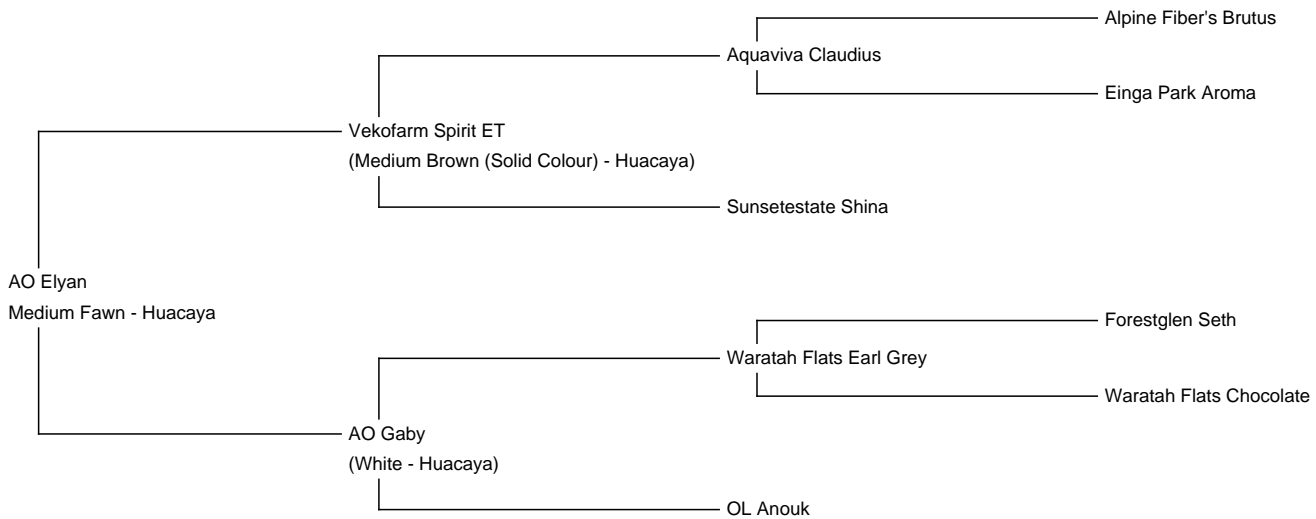 Alpine Fiber's Brutus
Aquaviva Claudius
Einga Park Aroma
Vekofarm Spirit ET
(Medium Brown (Solid Colour) - Huacaya)
Sunsetestate Shina
AO Elyan
Medium Fawn - Huacaya
Forestglen Seth
Waratah Flats Earl Grey
Waratah Flats Chocolate
AO Gaby
(White - Huacaya)
OL Anouk